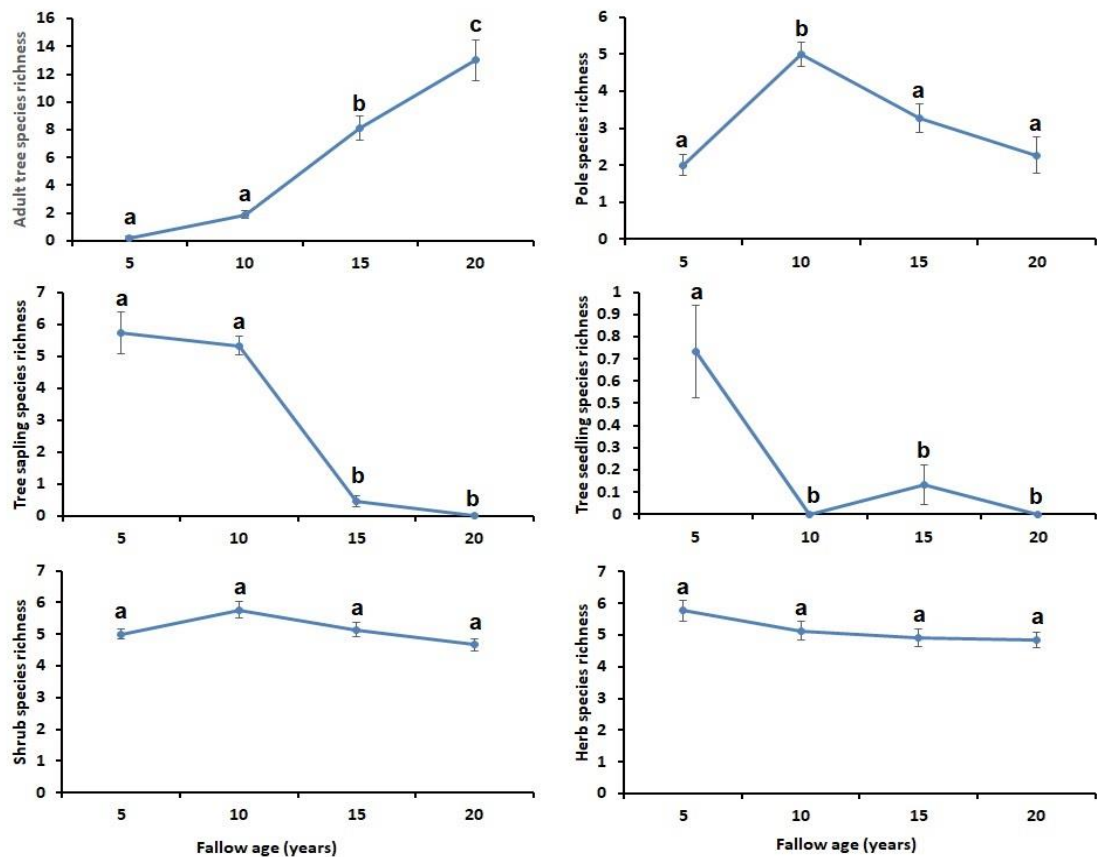 Adult tree species richness
16
14
12
10
8
6
4
2
0
a
a
b
c
5 10 15 20
Pole species richness
6
5
4
3
2
1
0
a
b
a
a
5 10 15 20
Tree sapling species richness
7
6
5
4
3
2
1
0
a
a
b
b
5 10 15 20
Tree seedling species richness
1
0.9
0.8
0.7
0.6
0.5
0.4
0.3
0.2
0.1
0
a
b
b
b
5 10 15 20
Shrub species richness
7
6
5
4
3
2
1
0
a
a
a
a
5 10 15 20
Fallow age (years)
Herb species richness
7
6
5
4
3
2
1
0
a
a
a
a
5 10 15 20
Fallow age (years)